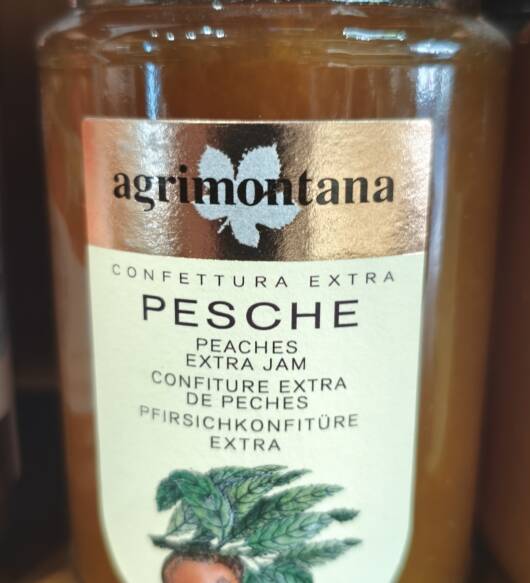 agrimontana
CONFETTURA EXTRA
PESCHE
PEACHES
EXTRA JAM
CONFITURE EXTRA
DE PECHES
PFIRSICHKONFITÜRE
EXTRA